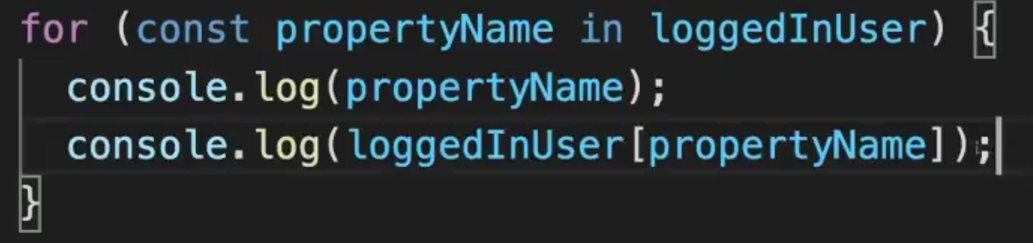 for (const propertyName in loggedInUser) {
  console.log(propertyName);
  console.log(loggedInUser[propertyName]);
}